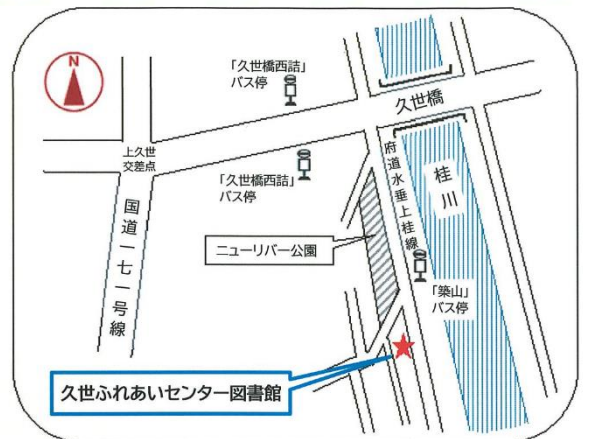 N
「久世橋西詰」
バス停
久世橋
上久世
交差点
「久世橋西詰」
バス停
府道水垂上桂線
桂川
国道一七一号線
ニューリバー公園
「築山」
バス停
久世ふれあいセンター図書館